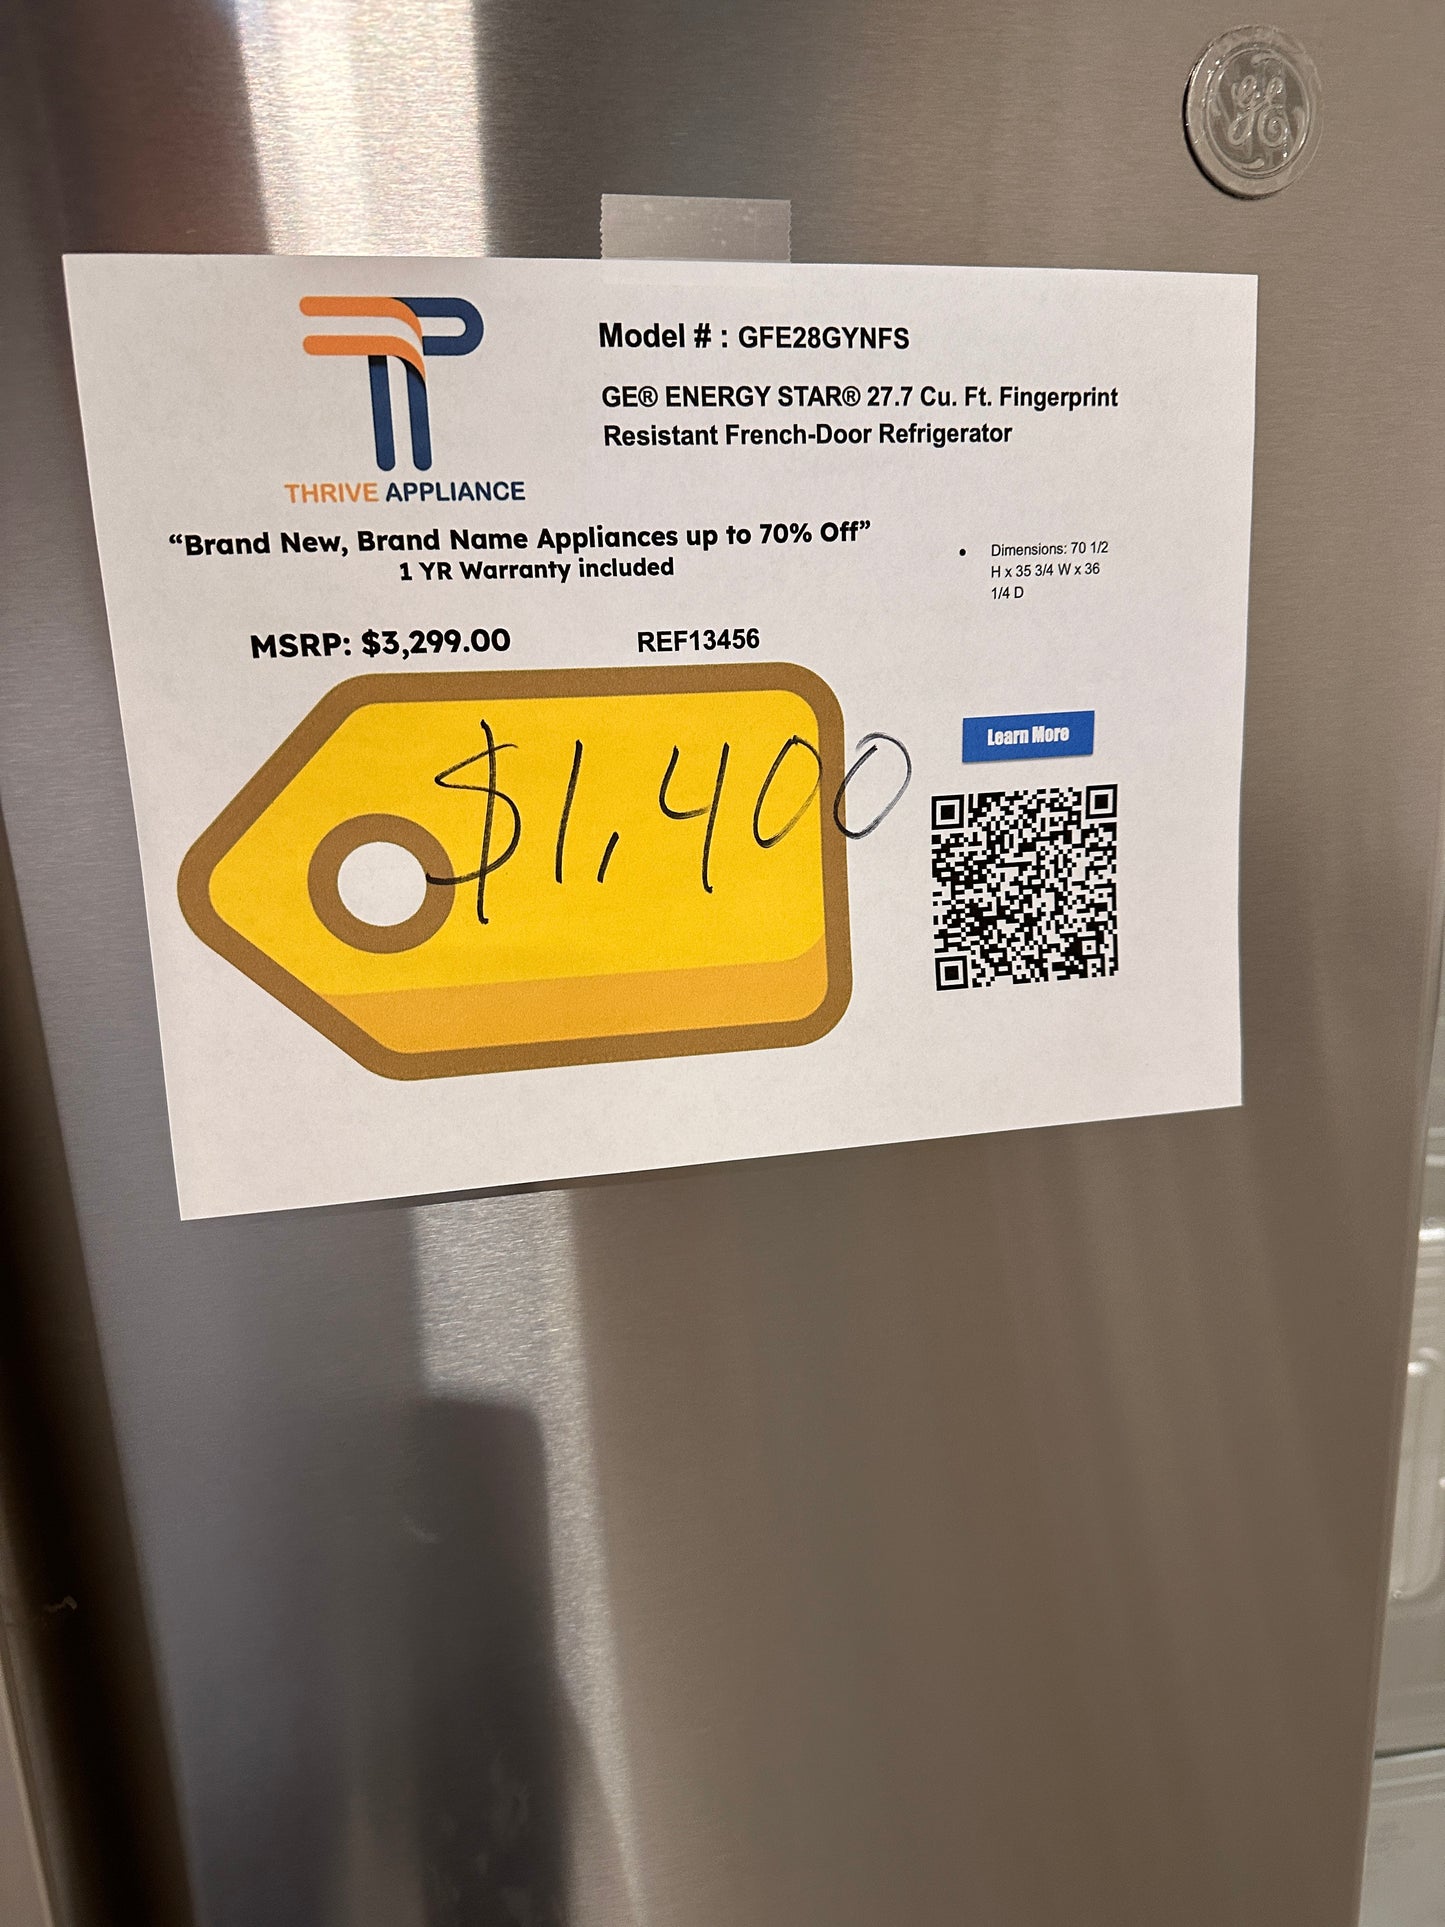 GE
Model # : GFE28GYNFS
GE® ENERGY STAR® 27.7 Cu. Ft. Fingerprint
Resistant French-Door Refrigerator
THRIVE APPLIANCE
“Brand New, Brand Name Appliances up to 70% Off”
1 YR Warranty included
Dimensions: 70 1/2
H x 35 3/4 W x 36
1/4 D
MSRP: $3,299.00
REF13456
$1,400
Learn More